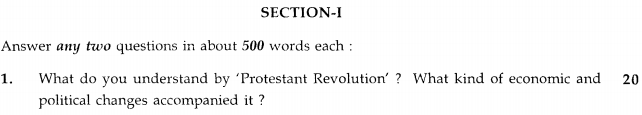 SECTION-I
Answer any two questions in about 500 words each :
1. What do you understand by 'Protestant Revolution' ? What kind of economic and 20
political changes accompanied it ?